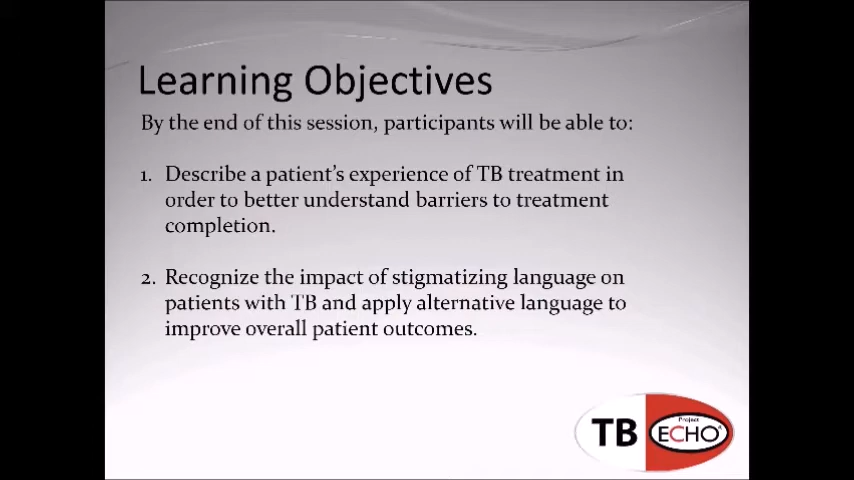 Learning Objectives
By the end of this session, participants will be able to:
1. Describe a patient's experience of TB treatment in
order to better understand barriers to treatment
completion.
2. Recognize the impact of stigmatizing language on
patients with TB and apply alternative language to
improve overall patient outcomes.
TB
Project
ECHO®